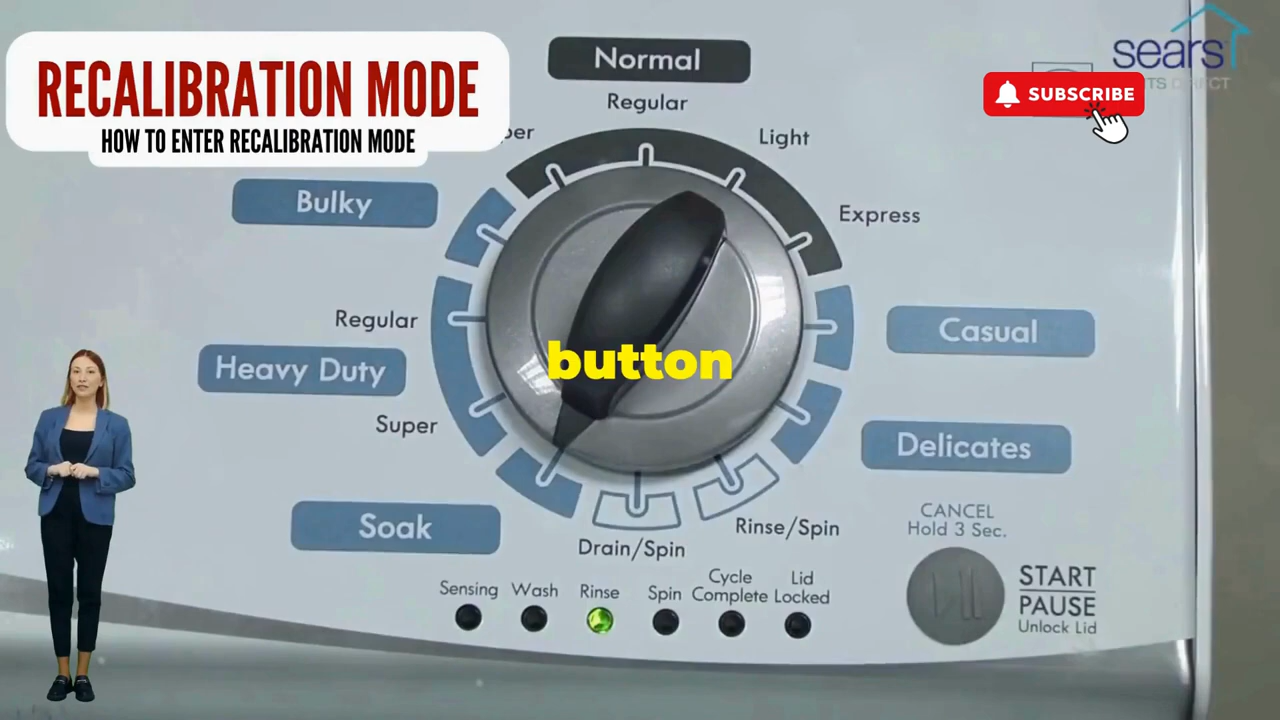 RECALIBRATION MODE
HOW TO ENTER RECALIBRATION MODE
sears
SUBSCRIBE
Normal
Regular
Light
Express
Bulky
Casual
Regular
Heavy Duty
Super
button
Delicates
Soak
Drain/Spin
Rinse/Spin
CANCEL
Hold 3 Sec.
START
PAUSE
Unlock Lid
Sensing
Wash
Rinse
Spin
Cycle
Complete
Lid
Locked